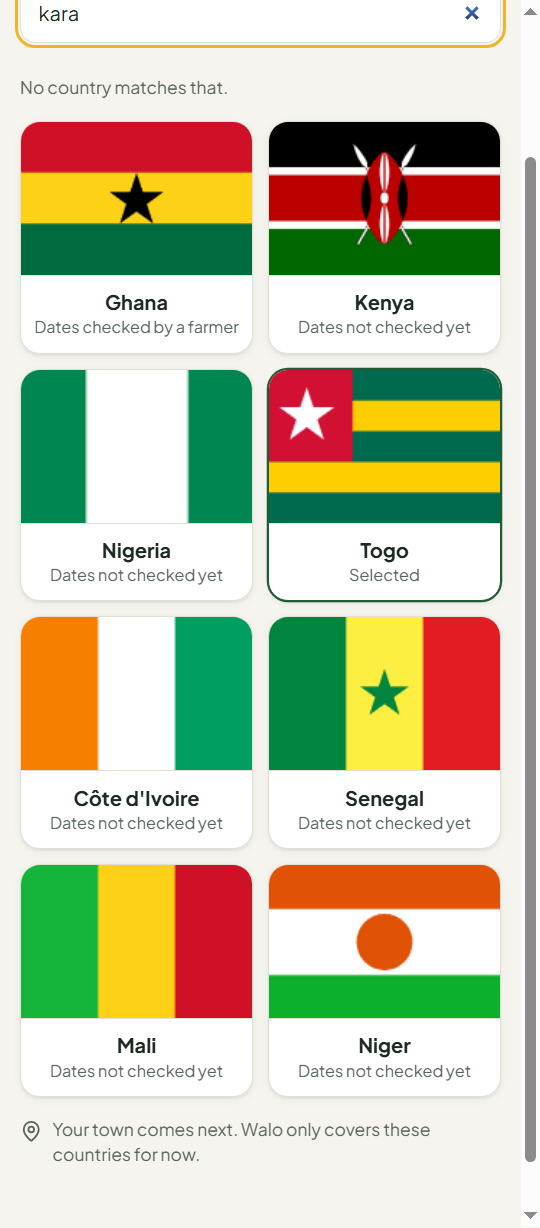 kara
No country matches that.
Ghana
Dates checked by a farmer
Kenya
Dates not checked yet
Nigeria
Dates not checked yet
Togo
Selected
Côte d'Ivoire
Dates not checked yet
Senegal
Dates not checked yet
Mali
Dates not checked yet
Niger
Dates not checked yet
Your town comes next. Walo only covers these
countries for now.